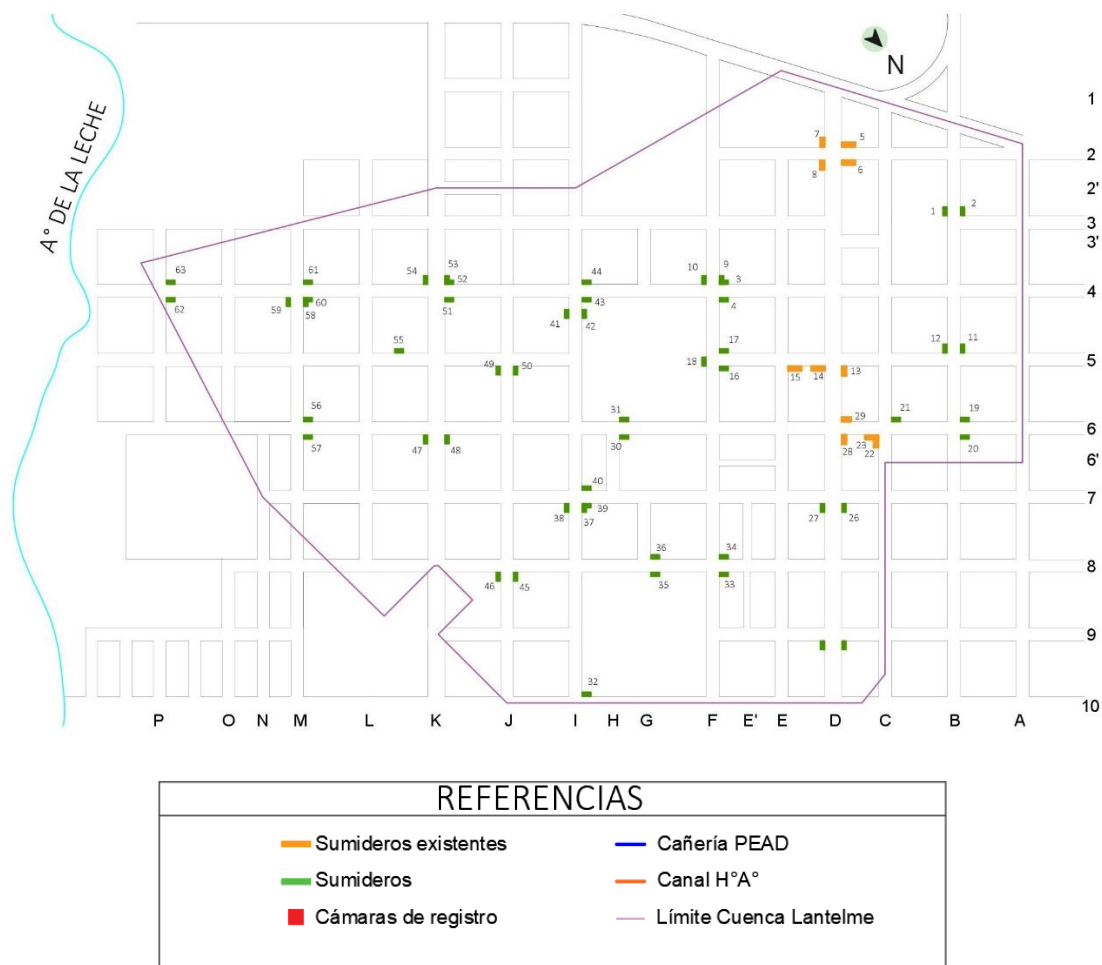 N
A° DE LA LECHE
1
7
5
2
8
6
2'
1
2
3
3'
63
61
54
53
52
44
10
9
3
4
62
59
60
58
51
43
4
41
42
55
17
12
11
5
49
50
18
16
15
14
13
56
31
29
21
19
6
57
47
48
30
28
23
22
20
6'
40
7
38
39
37
27
26
36
34
8
46
45
35
33
9
32
10
P
O
N
M
L
K
J
I
H
G
F
E'
E
D
C
B
A
REFERENCIAS
Sumideros existentes
Cañería PEAD
Sumideros
Canal H°A°
Cámaras de registro
Límite Cuenca Lantelme